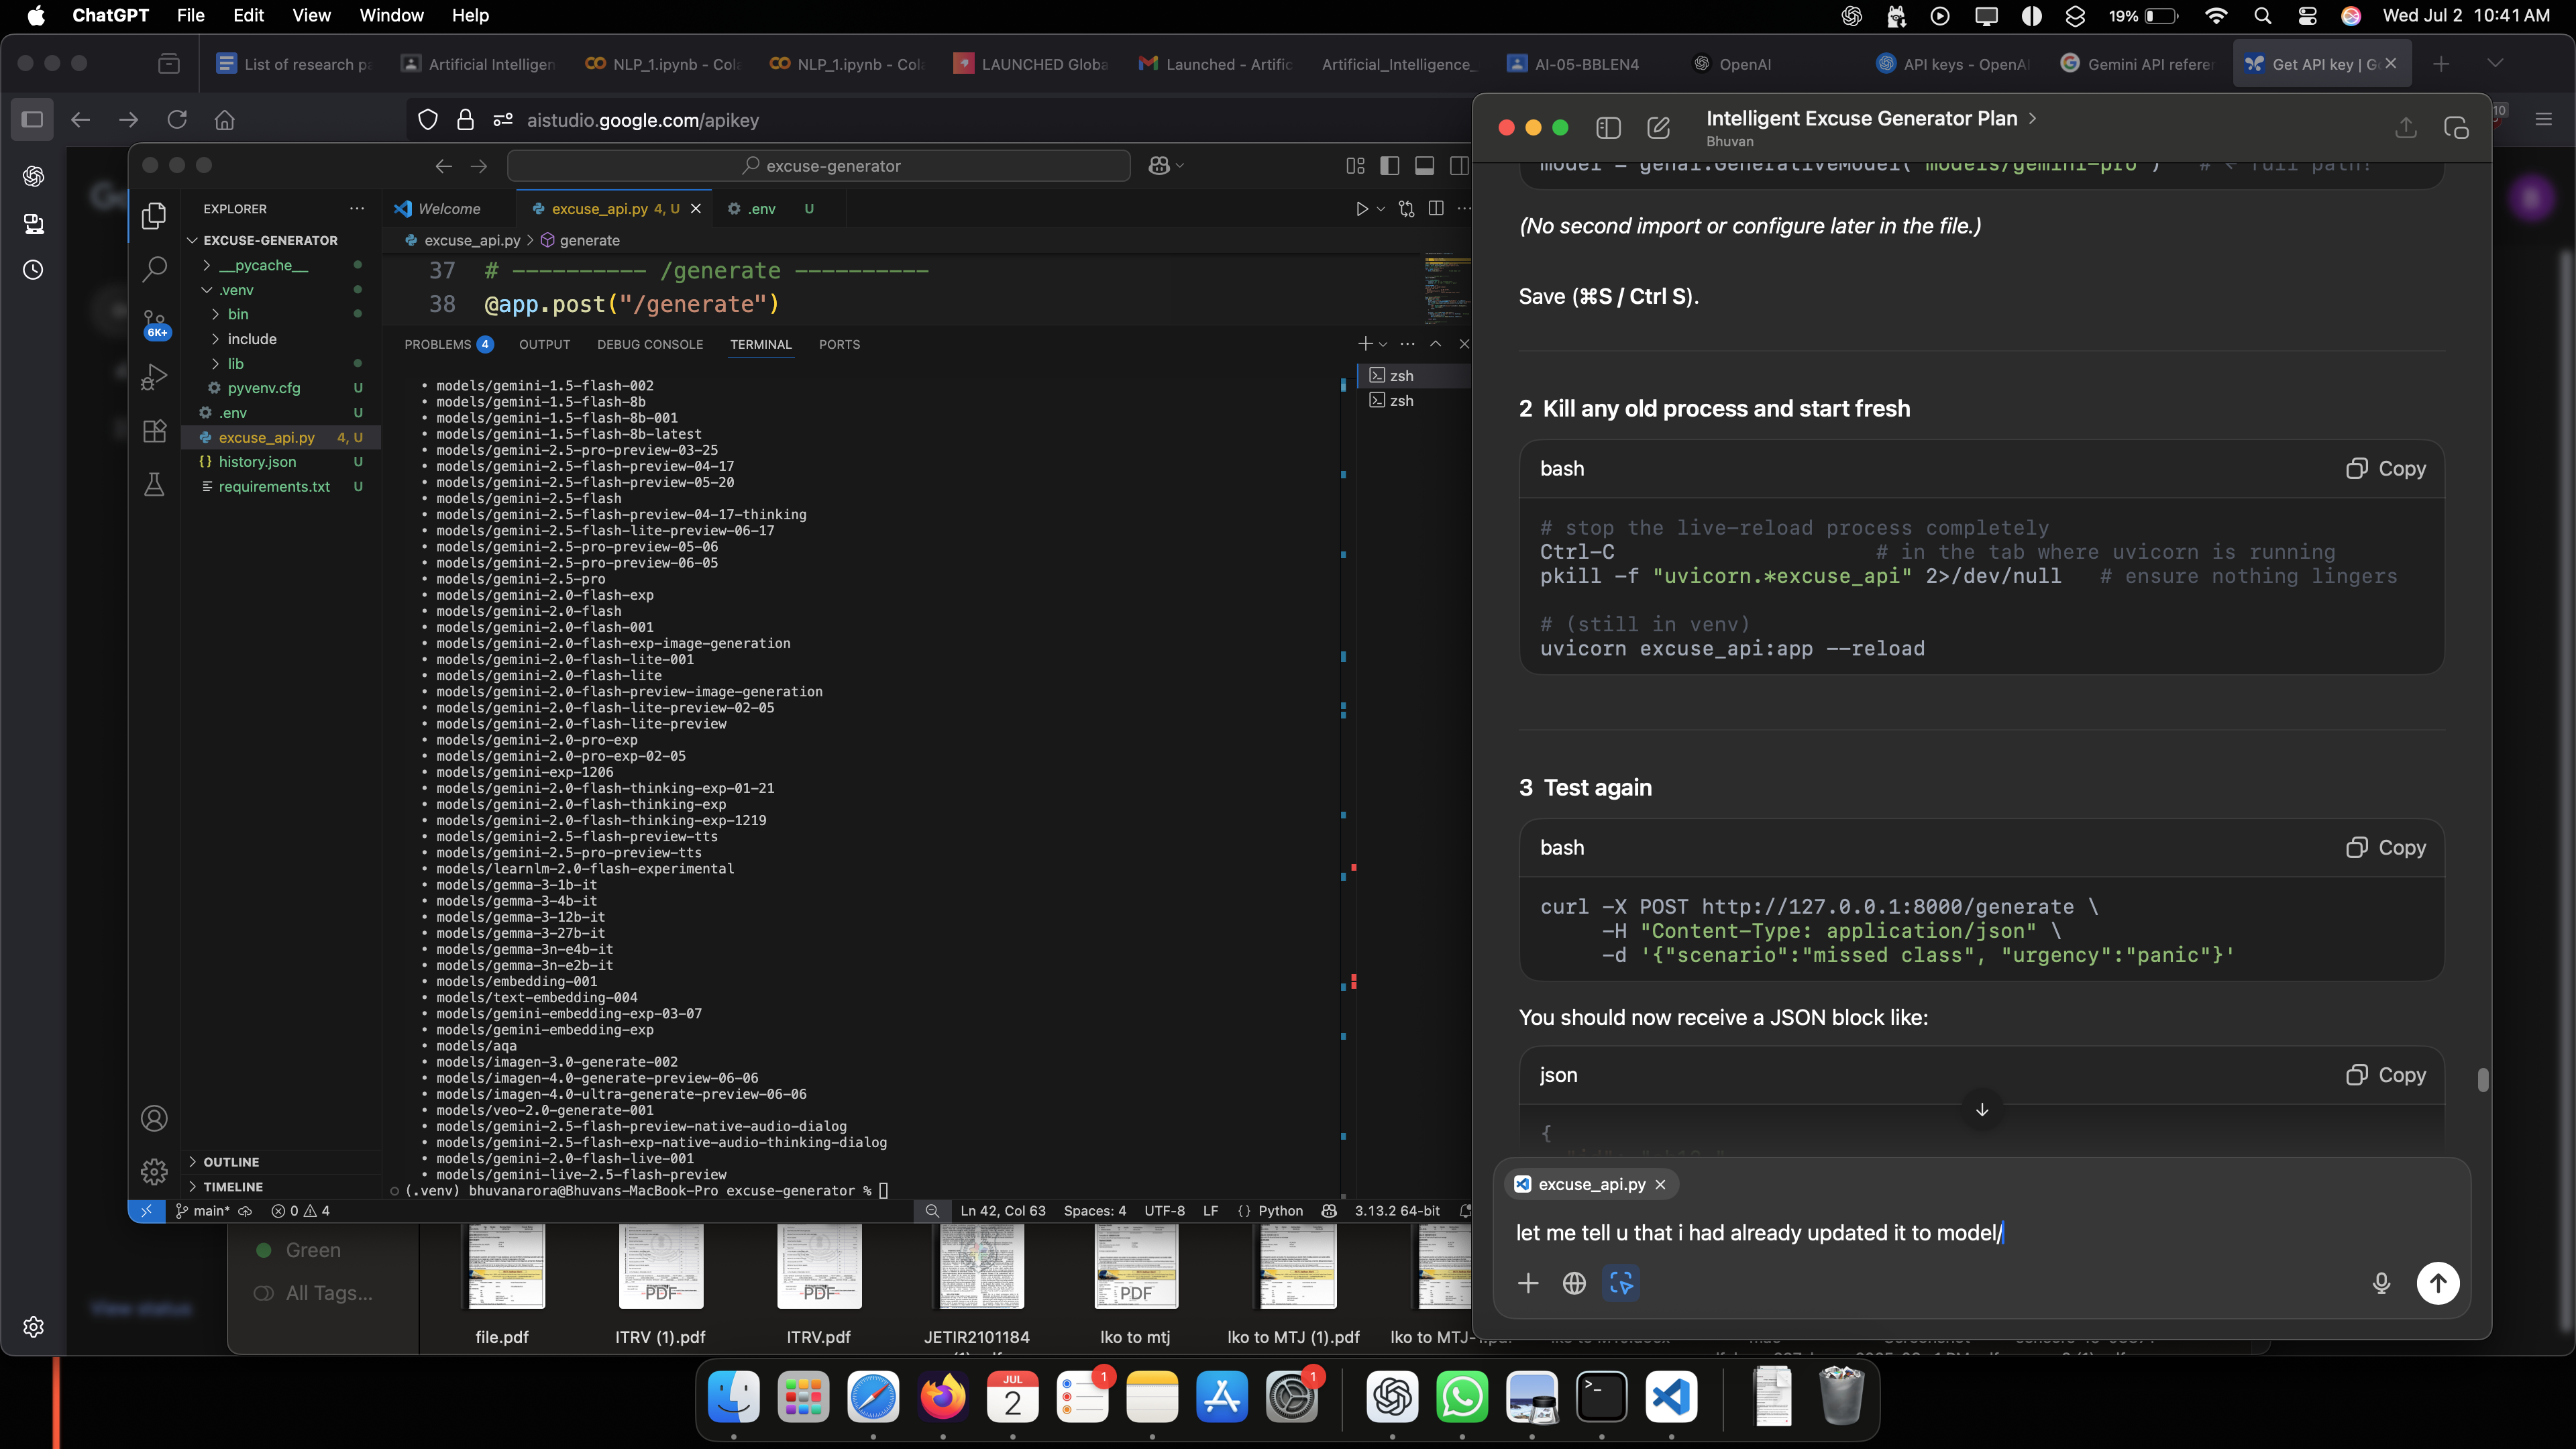 ChatGPT File Edit View Window Help
19%
Wed Jul 2 10:41 AM
List of research pa
Artificial Intelligen
NLP_1.ipynb - Col
NLP_1.ipynb - Col
LAUNCHED Globa
Launched - Artific
Artificial_Intelligence_
AI-05-BBLEN4
OpenAI
API keys - OpenAI
Gemini API referen
Get API key | G
aistudio.google.com/apikey
10
excuse-generator
EXPLORER
EXCUSE-GENERATOR
__pycache__
.venv
bin
include
lib
pyvenv.cfg U
.env U
excuse_api.py 4, U
history.json U
requirements.txt U
6K+
OUTLINE
TIMELINE
Welcome
excuse_api.py 4, U
.env U
excuse_api.py > generate
37 # ---------- /generate ----------
38 @app.post("/generate")
PROBLEMS 4 OUTPUT DEBUG CONSOLE TERMINAL PORTS
zsh
zsh
• models/gemini-1.5-flash-002
• models/gemini-1.5-flash-8b
• models/gemini-1.5-flash-8b-001
• models/gemini-1.5-flash-8b-latest
• models/gemini-2.5-pro-preview-03-25
• models/gemini-2.5-flash-preview-04-17
• models/gemini-2.5-flash-preview-05-20
• models/gemini-2.5-flash
• models/gemini-2.5-flash-preview-04-17-thinking
• models/gemini-2.5-flash-lite-preview-06-17
• models/gemini-2.5-pro-preview-05-06
• models/gemini-2.5-pro-preview-06-05
• models/gemini-2.5-pro
• models/gemini-2.0-flash-exp
• models/gemini-2.0-flash
• models/gemini-2.0-flash-001
• models/gemini-2.0-flash-exp-image-generation
• models/gemini-2.0-flash-lite-001
• models/gemini-2.0-flash-lite
• models/gemini-2.0-flash-preview-image-generation
• models/gemini-2.0-flash-lite-preview-02-05
• models/gemini-2.0-flash-lite-preview
• models/gemini-2.0-pro-exp
• models/gemini-2.0-pro-exp-02-05
• models/gemini-exp-1206
• models/gemini-2.0-flash-thinking-exp-01-21
• models/gemini-2.0-flash-thinking-exp
• models/gemini-2.0-flash-thinking-exp-1219
• models/gemini-2.5-flash-preview-tts
• models/gemini-2.5-pro-preview-tts
• models/learnlm-2.0-flash-experimental
• models/gemma-3-1b-it
• models/gemma-3-4b-it
• models/gemma-3-12b-it
• models/gemma-3-27b-it
• models/gemma-3n-e4b-it
• models/gemma-3n-e2b-it
• models/embedding-001
• models/text-embedding-004
• models/gemini-embedding-exp-03-07
• models/gemini-embedding-exp
• models/aqa
• models/imagen-3.0-generate-002
• models/imagen-4.0-generate-preview-06-06
• models/imagen-4.0-ultra-generate-preview-06-06
• models/veo-2.0-generate-001
• models/gemini-2.5-flash-preview-native-audio-dialog
• models/gemini-2.5-flash-exp-native-audio-thinking-dialog
• models/gemini-2.0-flash-live-001
• models/gemini-live-2.5-flash-preview
(.venv) bhuvanarora@Bhuvans-MacBook-Pro excuse-generator %
main* 0 4 Ln 42, Col 63 Spaces: 4 UTF-8 LF {} Python 3.13.2 64-bit
Intelligent Excuse Generator Plan >
Bhuvan
model = genai.GenerativeModel("models/gemini-pro") # ← full path!
(No second import or configure later in the file.)
Save (⌘S / Ctrl S).
2 Kill any old process and start fresh
bash Copy
# stop the live-reload process completely
Ctrl-C # in the tab where uvicorn is running
pkill -f "uvicorn.*excuse_api" 2>/dev/null # ensure nothing lingers
# (still in venv)
uvicorn excuse_api:app --reload
3 Test again
bash Copy
curl -X POST http://127.0.0.1:8000/generate \
-H "Content-Type: application/json" \
-d '{"scenario":"missed class", "urgency":"panic"}'
You should now receive a JSON block like:
json Copy
{
excuse_api.py
let me tell u that i had already updated it to model/
Green
All Tags...
View status
PDF
PDF
PDF
file.pdf
ITRV (1).pdf
ITRV.pdf
JETIR2101184
lko to mtj
lko to MTJ (1).pdf
JUL
2
1
1